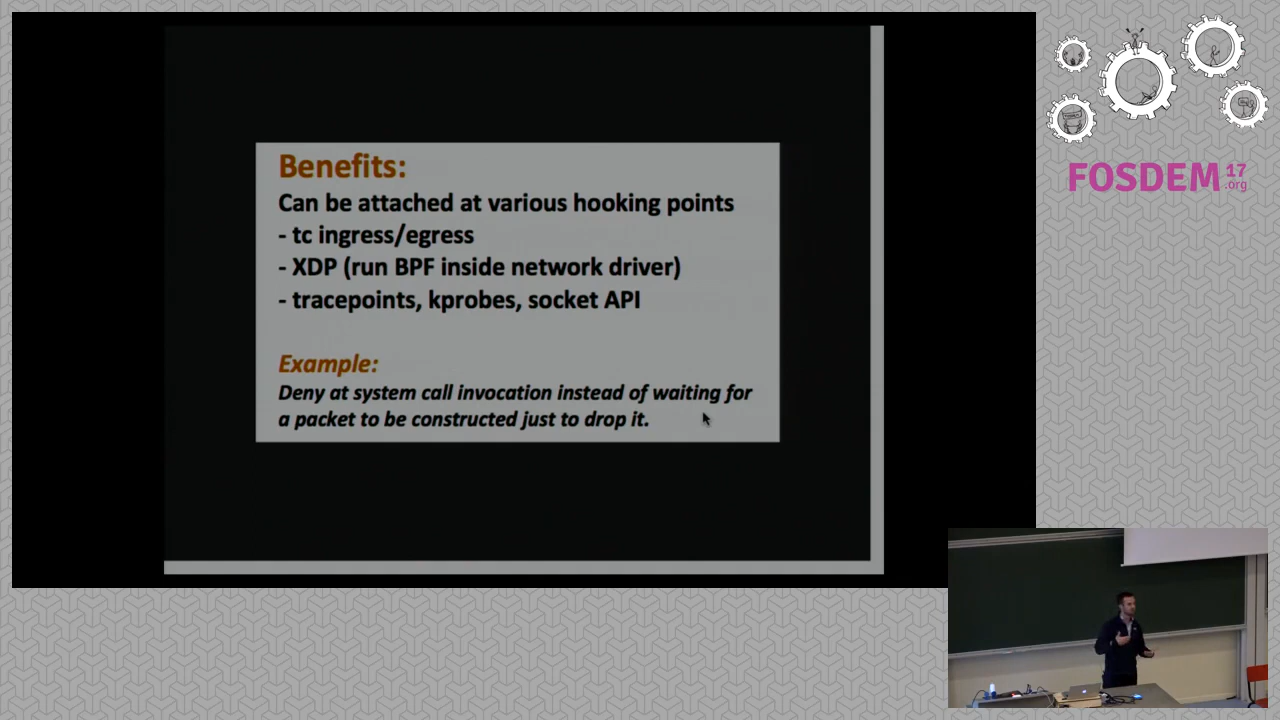 Benefits:
Can be attached at various hooking points
- tc ingress/egress
- XDP (run BPF inside network driver)
- tracepoints, kprobes, socket API
Example:
Deny at system call invocation instead of waiting for
a packet to be constructed just to drop it.
FOSDEM 17
.org